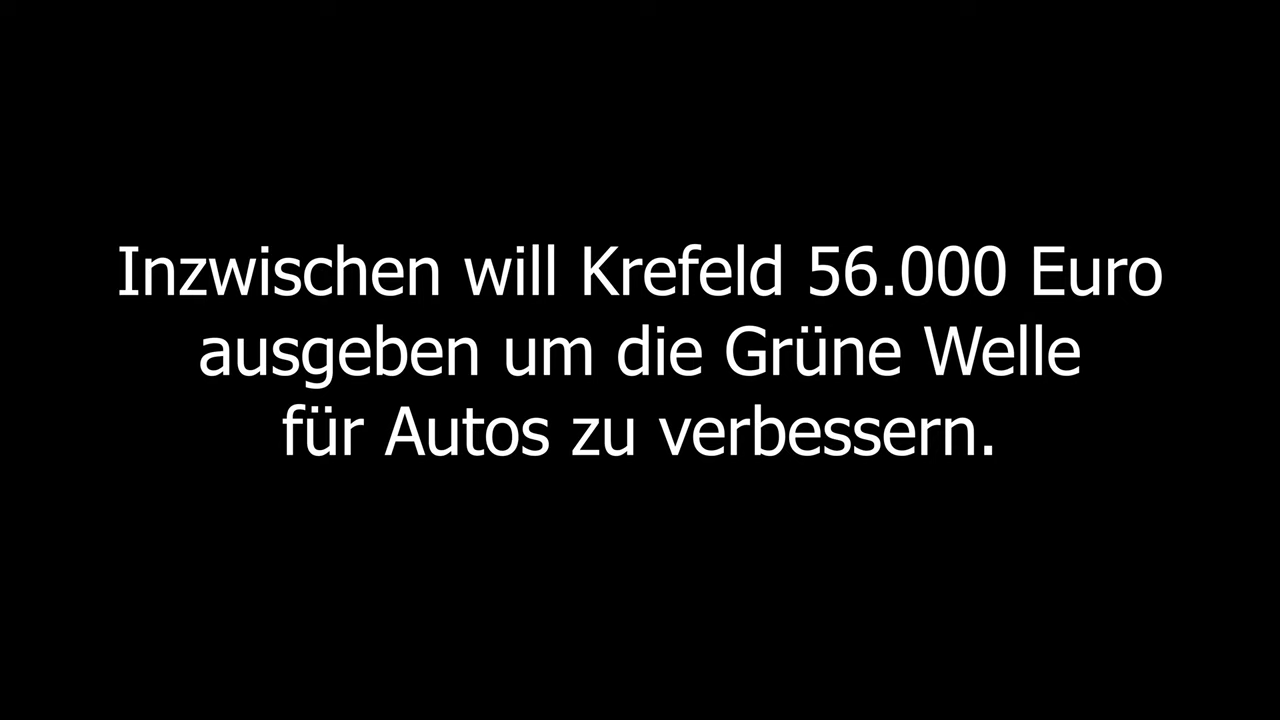 Inzwischen will Krefeld 56.000 Euro
ausgeben um die Grüne Welle
für Autos zu verbessern.